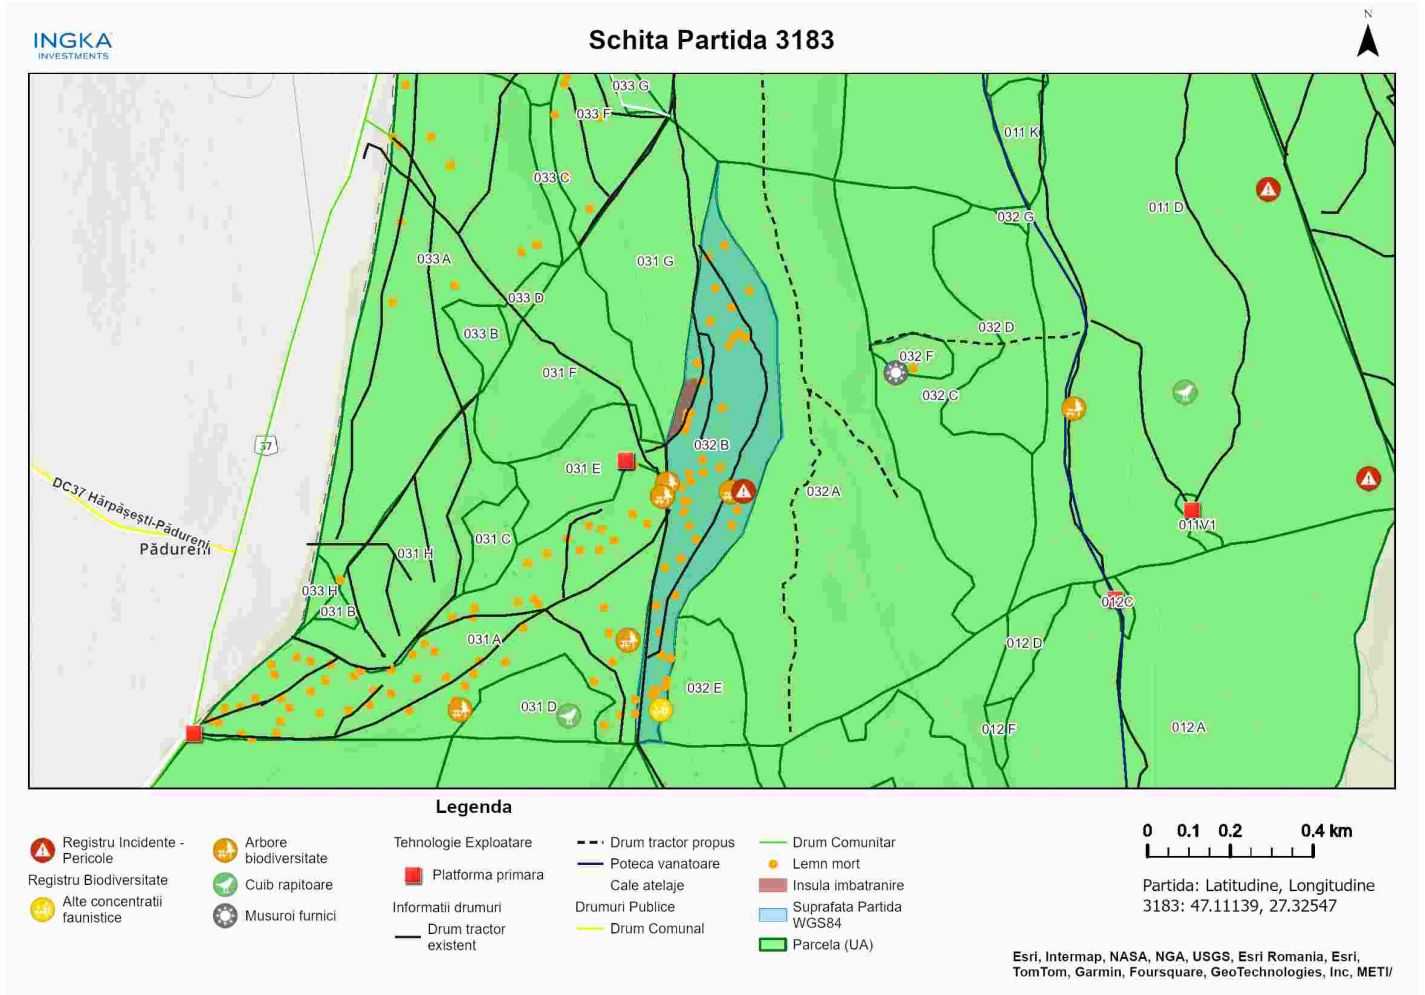 INGKA
INVESTMENTS
Schita Partida 3183
N
033 G
033 F
011 K
033 C
011 D
032 G
033 A
031 G
033 D
032 D
033 B
032 F
031 F
032 C
37
032 B
031 E
032 A
DC37 Hărpășești-Pădureni
Pădureni
011V1
031 C
031 H
033 H
031 B
012C
031 A
012 D
032 E
031 D
012 F
012 A
Legenda
Registru Incidente -
Pericole
Registru Biodiversitate
Alte concentratii
faunistice
Arbore
biodiversitate
Cuib rapitoare
Musuroi furnici
Tehnologie Exploatare
Platforma primara
Informatii drumuri
Drum tractor
existent
Drum tractor propus
Poteca vanatoare
Cale atelaje
Drumuri Publice
Drum Comunal
Drum Comunitar
Lemn mort
Insula imbatranire
Suprafata Partida
WGS84
Parcela (UA)
0 0.1 0.2 0.4 km
Partida: Latitudine, Longitudine
3183: 47.11139, 27.32547
Esri, Intermap, NASA, NGA, USGS, Esri Romania, Esri,
TomTom, Garmin, Foursquare, GeoTechnologies, Inc, METI/